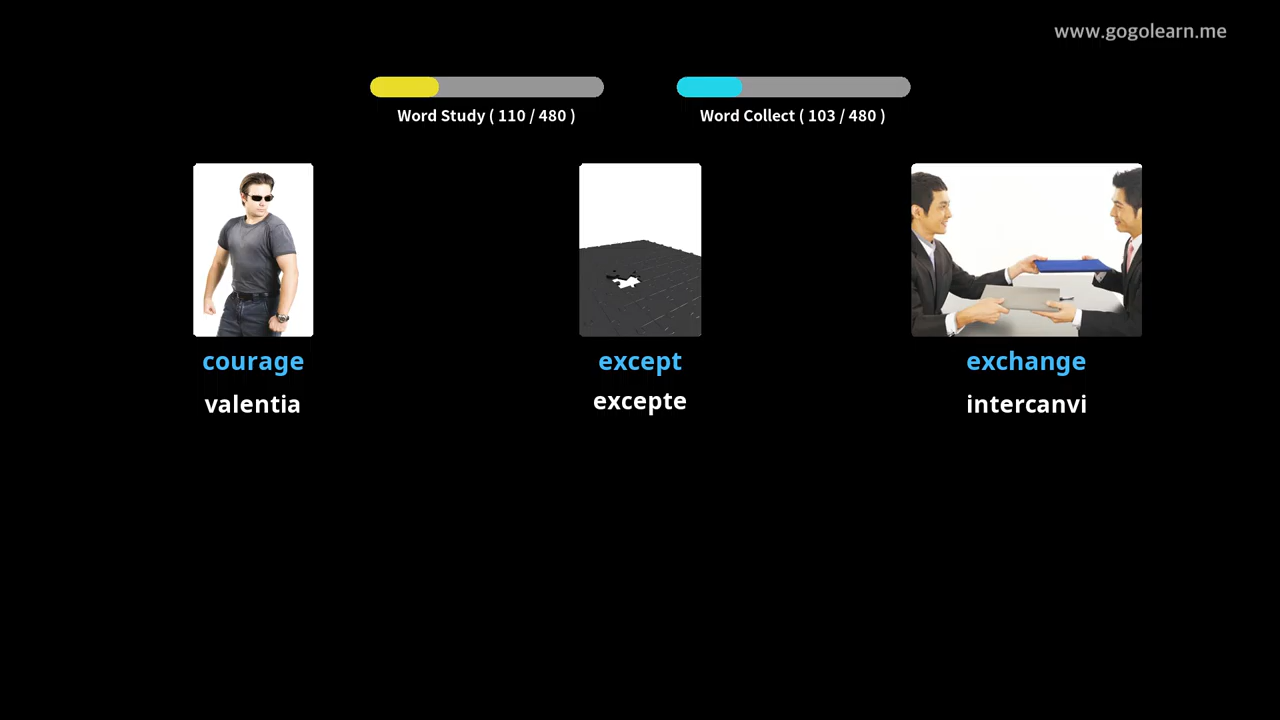 www.gogolearn.me
Word Study ( 110 / 480 )
Word Collect ( 103 / 480 )
courage
except
exchange
valentia
excepte
intercanvi